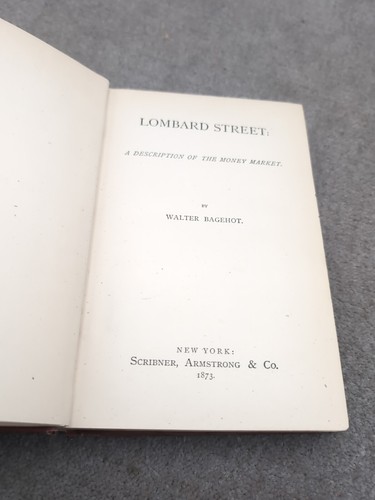 LOMBARD STREET:
A DESCRIPTION OF THE MONEY MARKET.
BY
WALTER BAGEHOT.
NEW YORK:
SCRIBNER, ARMSTRONG & CO.
1873.